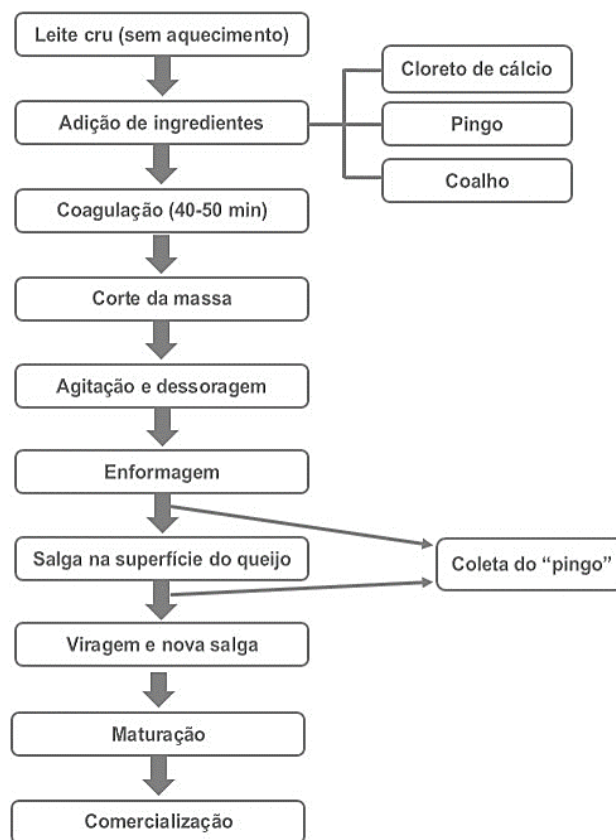 Leite cru (sem aquecimento)
Adição de ingredientes
Cloreto de cálcio
Pingo
Coalho
Coagulação (40-50 min)
Corte da massa
Agitação e dessoragem
Enformagem
Salga na superfície do queijo
Coleta do “pingo”
Viragem e nova salga
Maturação
Comercialização